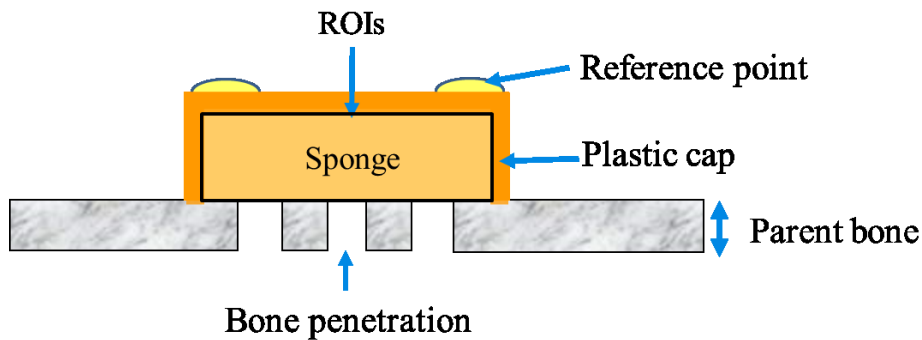 ROIs
Reference point
Sponge
Plastic cap
Parent bone
Bone penetration